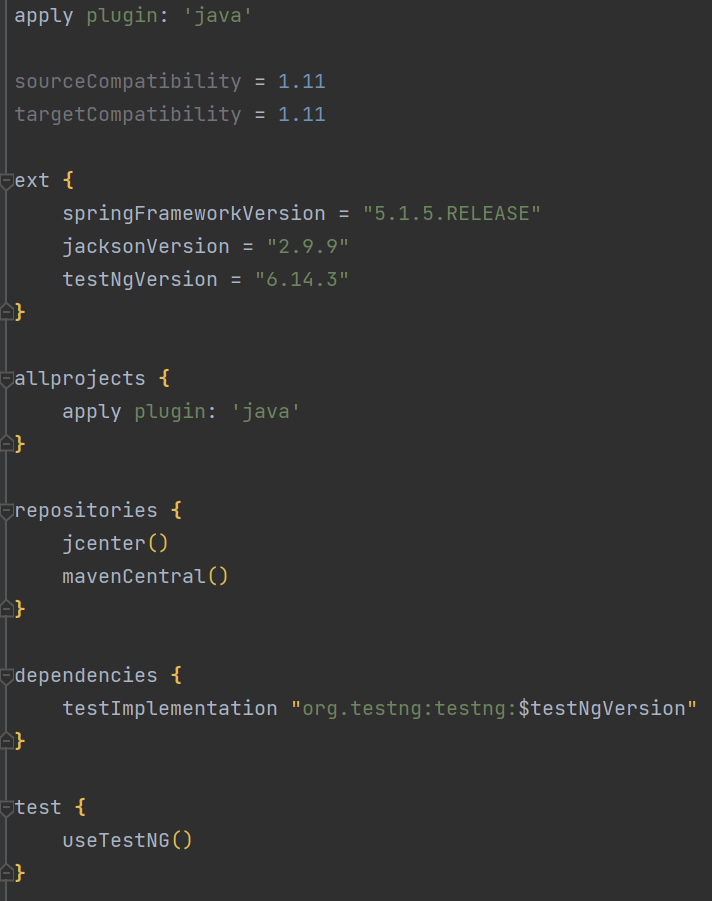 apply plugin: 'java'
sourceCompatibility = 1.11
targetCompatibility = 1.11
ext {
springFrameworkVersion = "5.1.5.RELEASE"
jacksonVersion = "2.9.9"
testNgVersion = "6.14.3"
}
allprojects {
apply plugin: 'java'
}
repositories {
jcenter()
mavenCentral()
}
dependencies {
testImplementation "org.testng:testng:$testNgVersion"
}
test {
useTestNG()
}